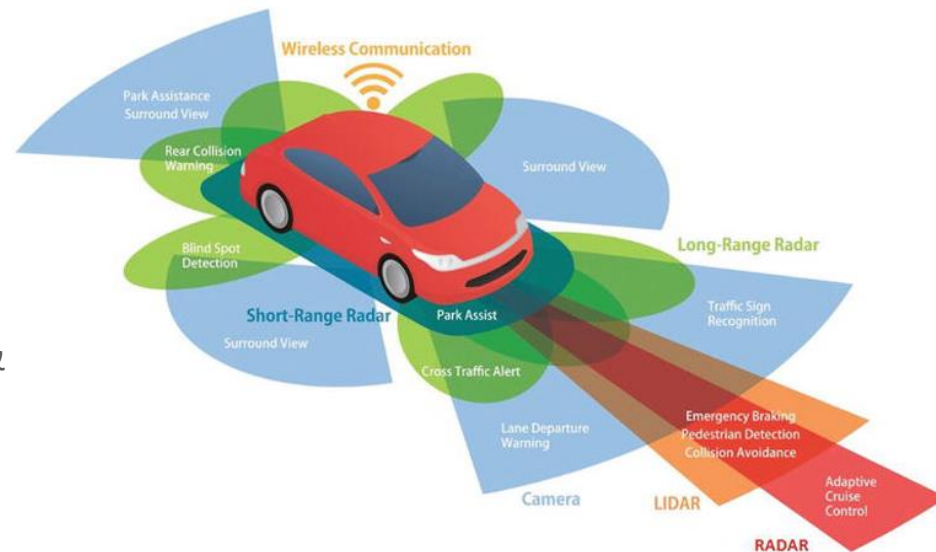 Wireless Communication
Park Assistance
Surround View
Rear Collision
Warning
Surround View
Blind Spot
Detection
Long-Range Radar
Short-Range Radar
Park Assist
Traffic Sign
Recognition
Surround View
Cross Traffic Alert
Lane Departure
Warning
Emergency Braking
Pedestrian Detection
Collision Avoidance
Camera
LIDAR
Adaptive
Cruise
Control
RADAR